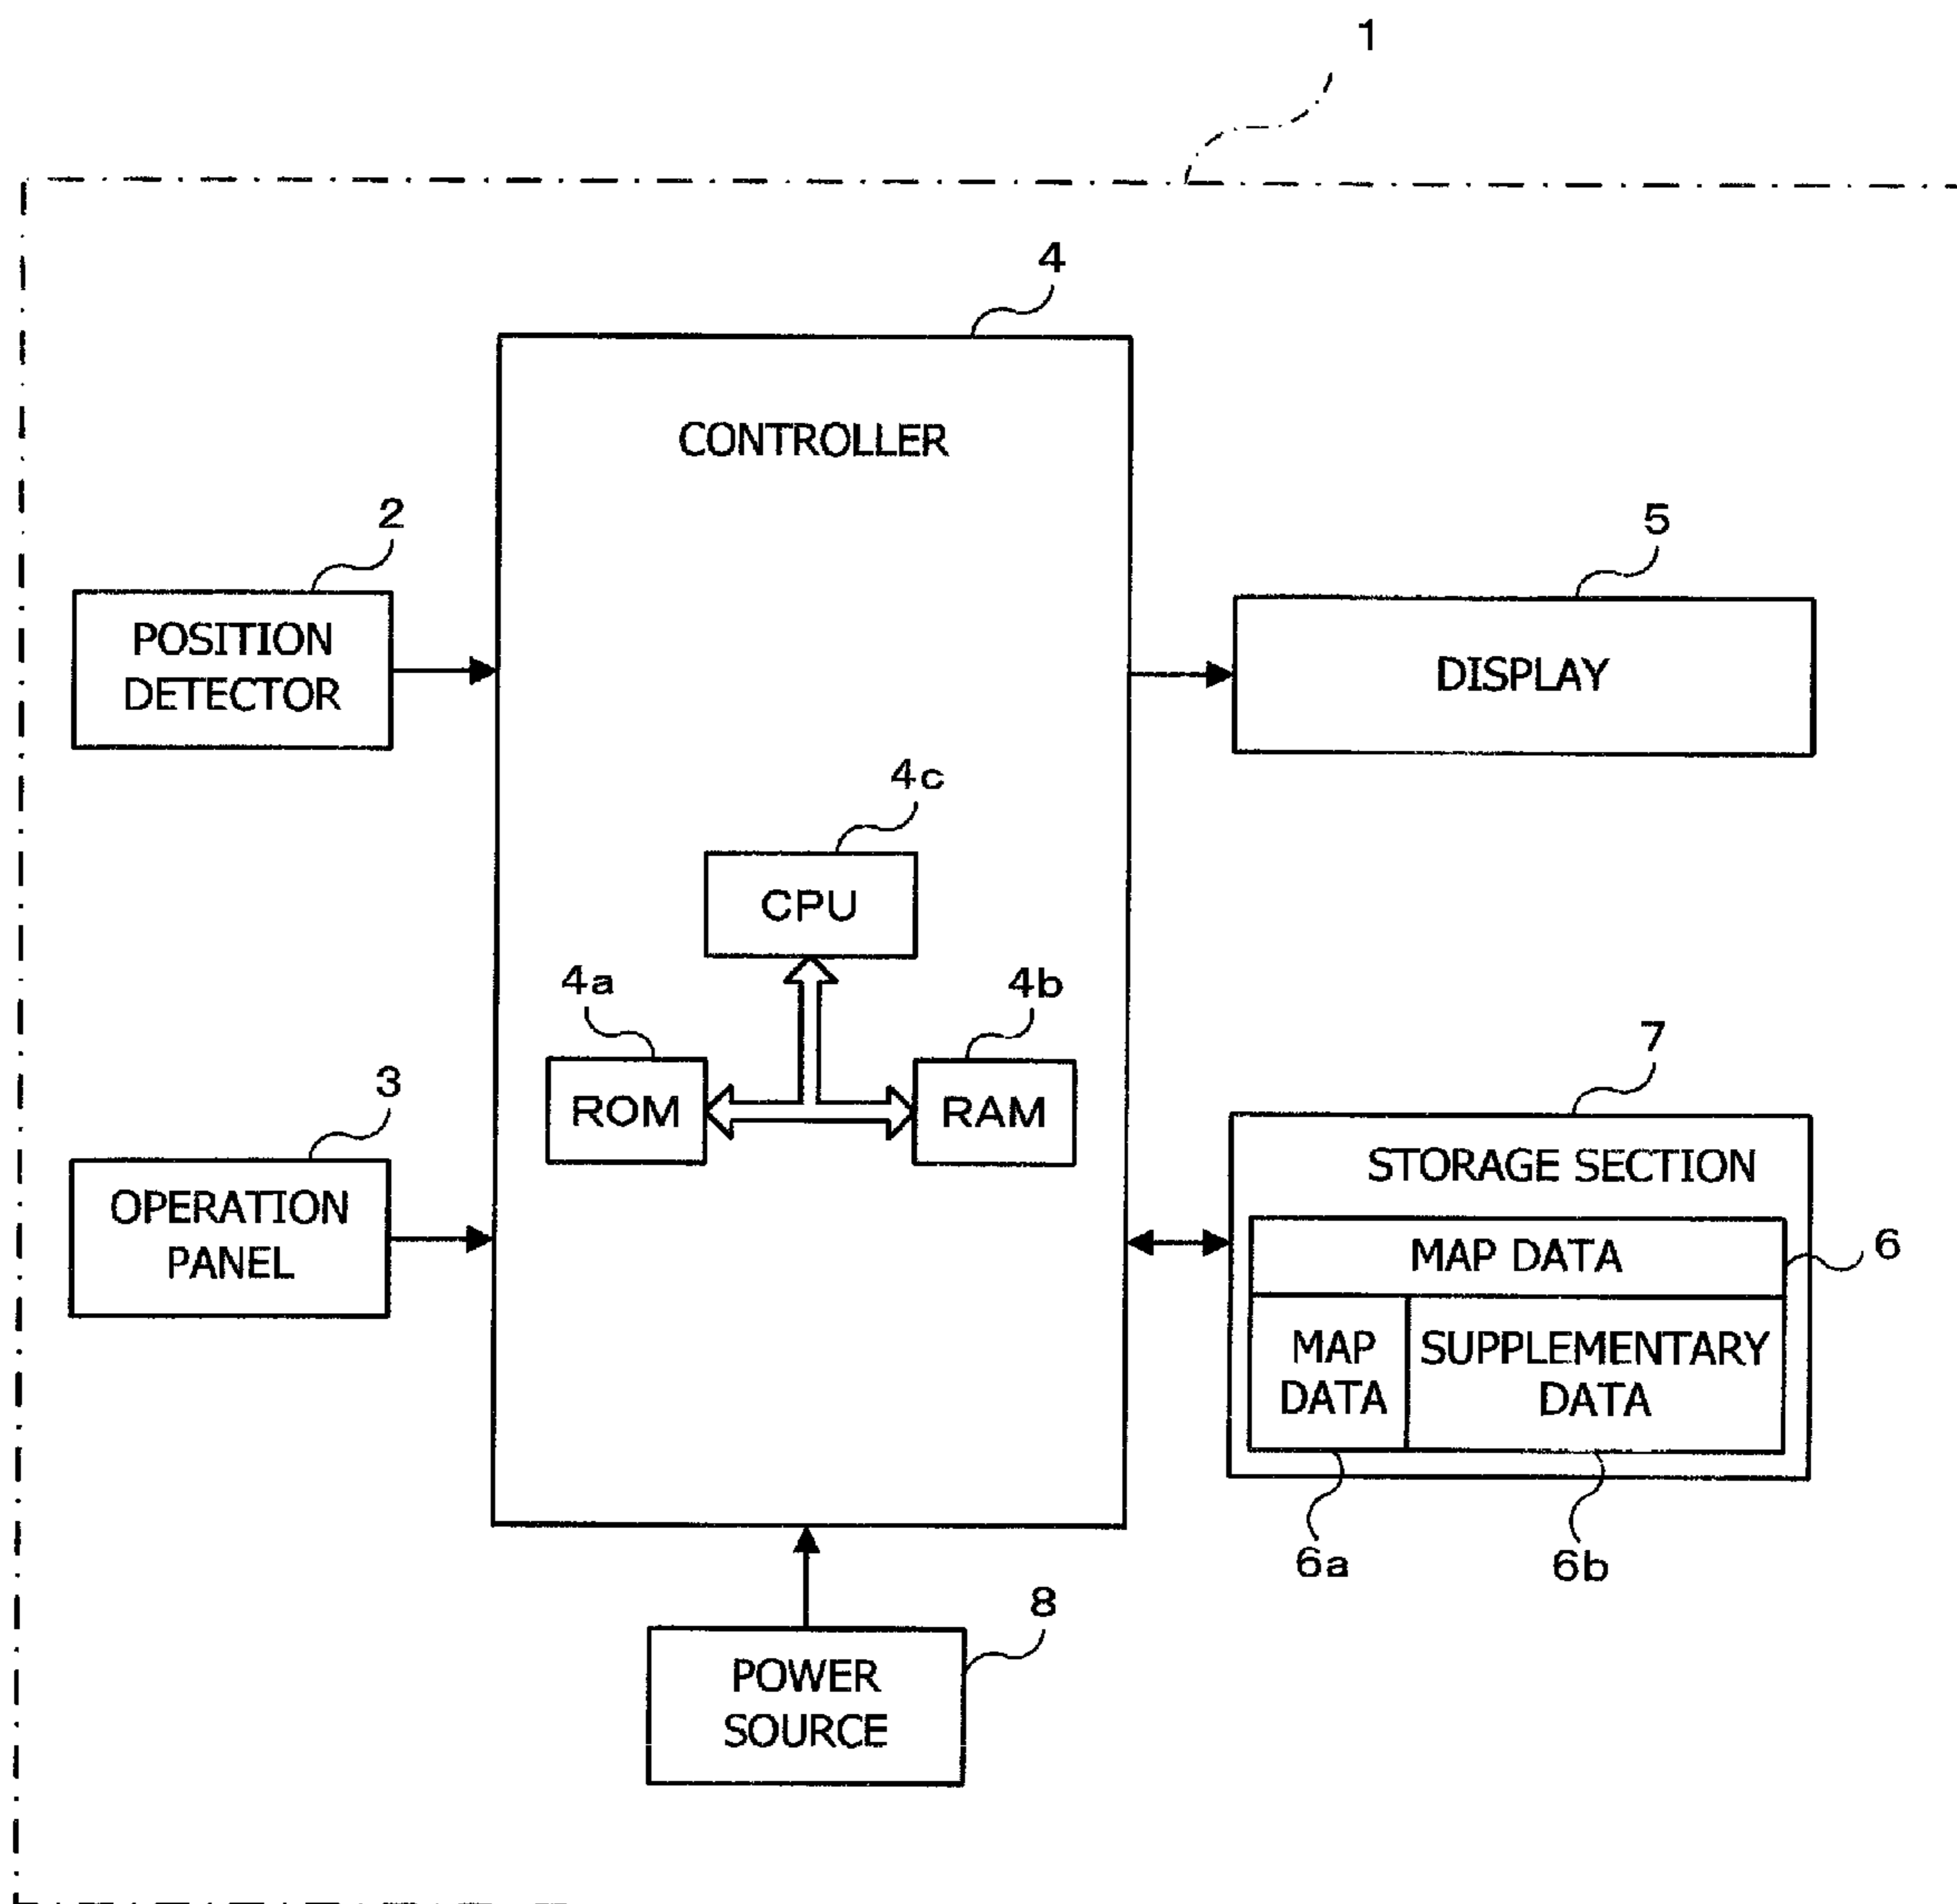 1
4
CONTROLLER
2
POSITION
DETECTOR
5
DISPLAY
4c
CPU
4a
ROM
4b
RAM
3
OPERATION
PANEL
7
STORAGE SECTION
MAP DATA
6
MAP
DATA
SUPPLEMENTARY
DATA
6a
6b
8
POWER
SOURCE